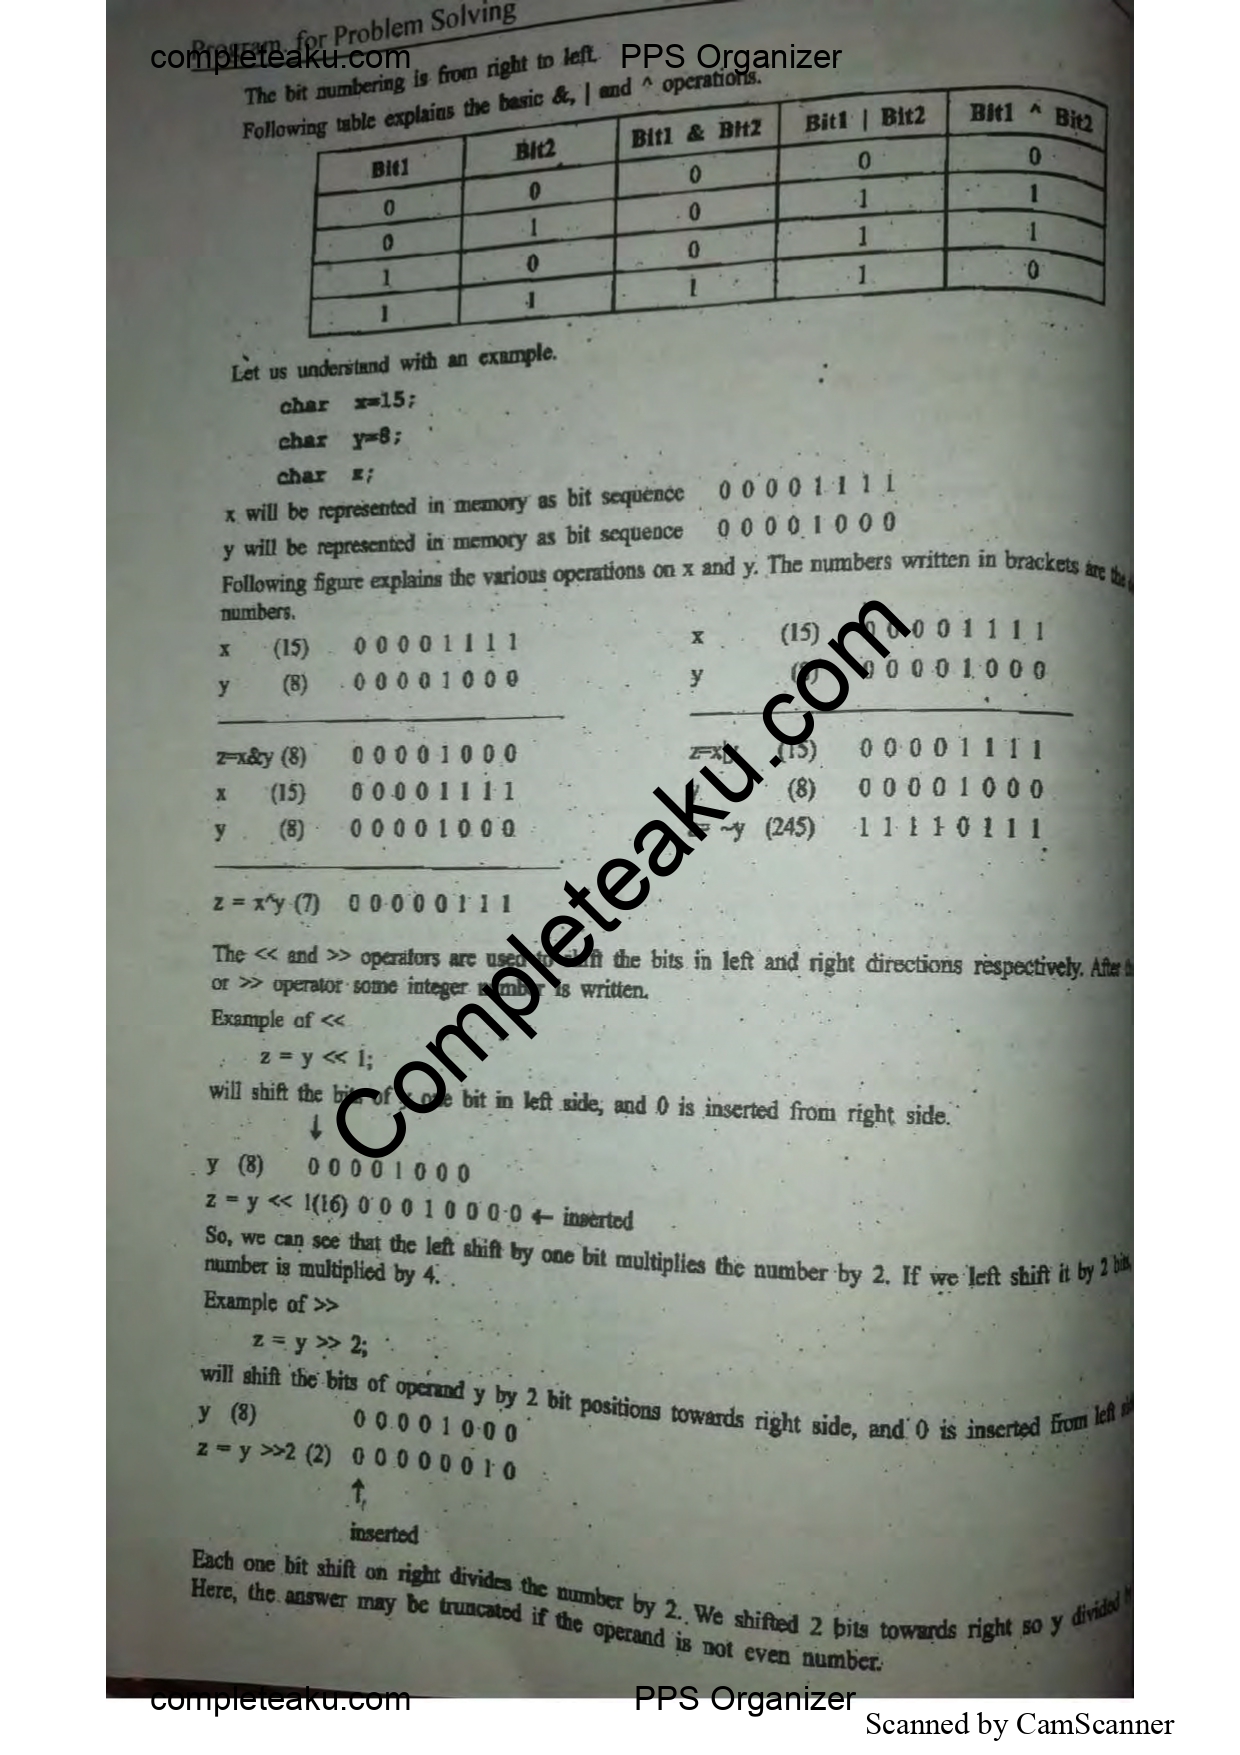 Program. for Problem Solving
completeaku.com PPS Organizer
The bit numbering is from right to left.
Following table explains the basic &, | and ^ operations.
Bit1 Bit2 Bit1 & Bit2 Bit1 | Bit2 Bit1 ^ Bit2
0 0 0 0 0
0 1 0 1 1
1 0 0 1 1
1 1 1 1 0
Let us understand with an example.
char x=15;
char y=8;
char z;
x will be represented in memory as bit sequence 0 0 0 0 1 1 1 1
y will be represented in memory as bit sequence 0 0 0 0 1 0 0 0
Following figure explains the various operations on x and y. The numbers written in brackets are the
numbers.
x (15) 0 0 0 0 1 1 1 1 x (15) 0 0 0 0 1 1 1 1
y (8) 0 0 0 0 1 0 0 0 y (8) 0 0 0 0 1 0 0 0
z=x&y (8) 0 0 0 0 1 0 0 0 z=x|y (15) 0 0 0 0 1 1 1 1
x (15) 0 0 0 0 1 1 1 1 (8) 0 0 0 0 1 0 0 0
y (8) 0 0 0 0 1 0 0 0 = ~y (245) 1 1 1 1 0 1 1 1
z = x^y (7) 0 0 0 0 0 1 1 1
The << and >> operators are used to shift the bits in left and right directions respectively. After
or >> operator some integer number is written.
Example of <<
z = y << 1;
will shift the bits of y one bit in left side, and 0 is inserted from right side.
↓
y (8) 0 0 0 0 1 0 0 0
z = y << 1(16) 0 0 0 1 0 0 0 0 ← inserted
So, we can see that the left shift by one bit multiplies the number by 2. If we left shift it by 2 bits,
number is multiplied by 4.
Example of >>
z = y >> 2;
will shift the bits of operand y by 2 bit positions towards right side, and 0 is inserted from left
y (8) 0 0 0 0 1 0 0 0
z = y >>2 (2) 0 0 0 0 0 0 1 0
↑
inserted
Each one bit shift on right divides the number by 2. We shifted 2 bits towards right so y divided
Here, the answer may be truncated if the operand is not even number.
Completeaku.com
completeaku.com PPS Organizer
Scanned by CamScanner